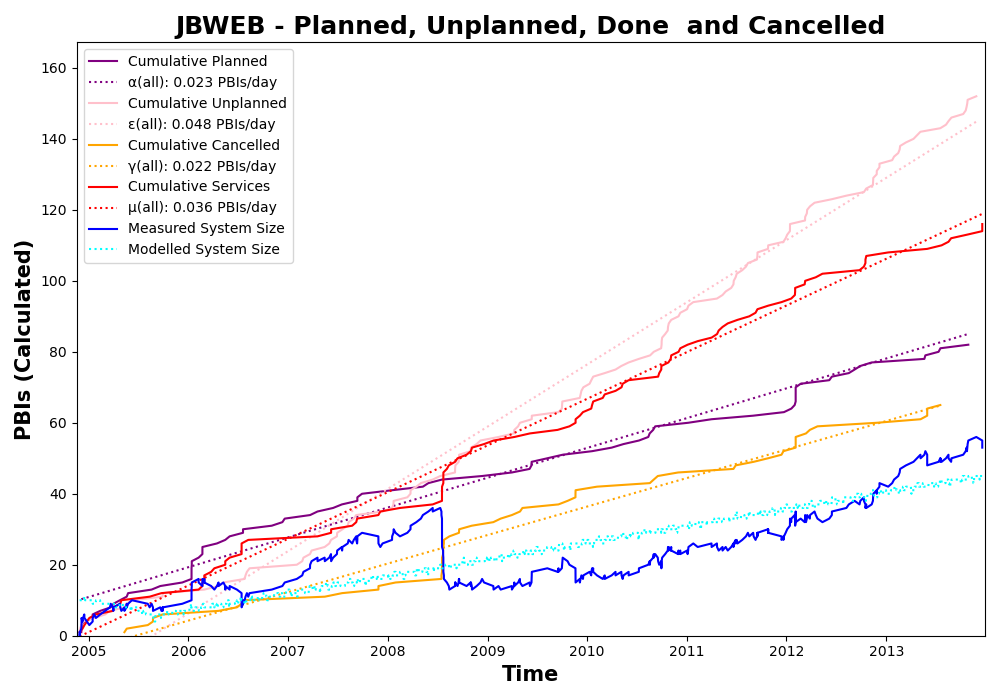 JBWEB - Planned, Unplanned, Done  and Cancelled
PBIs (Calculated)
160
140
120
100
80
60
40
20
0
Cumulative Planned
α(all): 0.023 PBIs/day
Cumulative Unplanned
ε(all): 0.048 PBIs/day
Cumulative Cancelled
γ(all): 0.022 PBIs/day
Cumulative Services
μ(all): 0.036 PBIs/day
Measured System Size
Modelled System Size
2005 2006 2007 2008 2009 2010 2011 2012 2013
Time